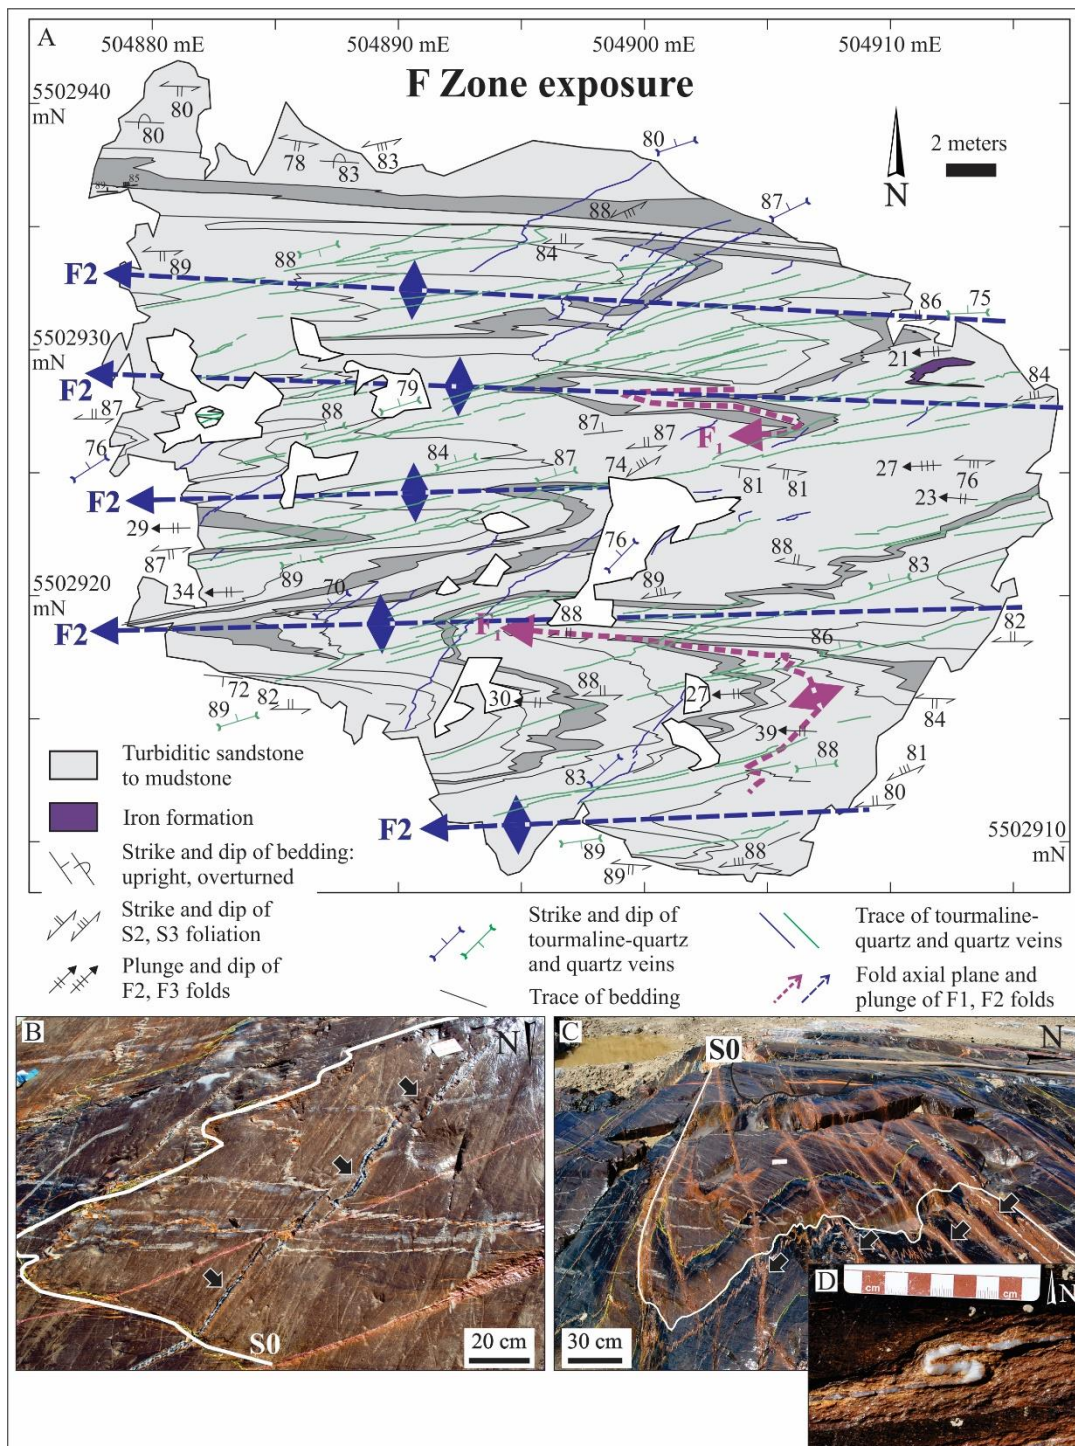 A
504880 mE
504890 mE
504900 mE
504910 mE
F Zone exposure
5502940
mN
80
80
78
83
83
80
N
2 meters
89
85
88
87
89
88
84
F2
86
75
5502930
mN
21
F2
79
84
87
88
87
F1
87
76
84
87
74
81
81
27
76
23
F2
29
87
89
76
88
83
34
70
89
5502920
mN
F2
F1
88
86
82
72
82
89
30
88
27
39
84
88
81
83
80
F2
89
89
88
5502910
mN
Turbiditic sandstone
to mudstone
Iron formation
Strike and dip of bedding:
upright, overturned
Strike and dip of
S2, S3 foliation
Plunge and dip of
F2, F3 folds
Strike and dip of
tourmaline-quartz
and quartz veins
Trace of bedding
Trace of tourmaline-
quartz and quartz veins
Fold axial plane and
plunge of F1, F2 folds
B
N
S0
20 cm
C
S0
N
30 cm
D
cm
cm
N